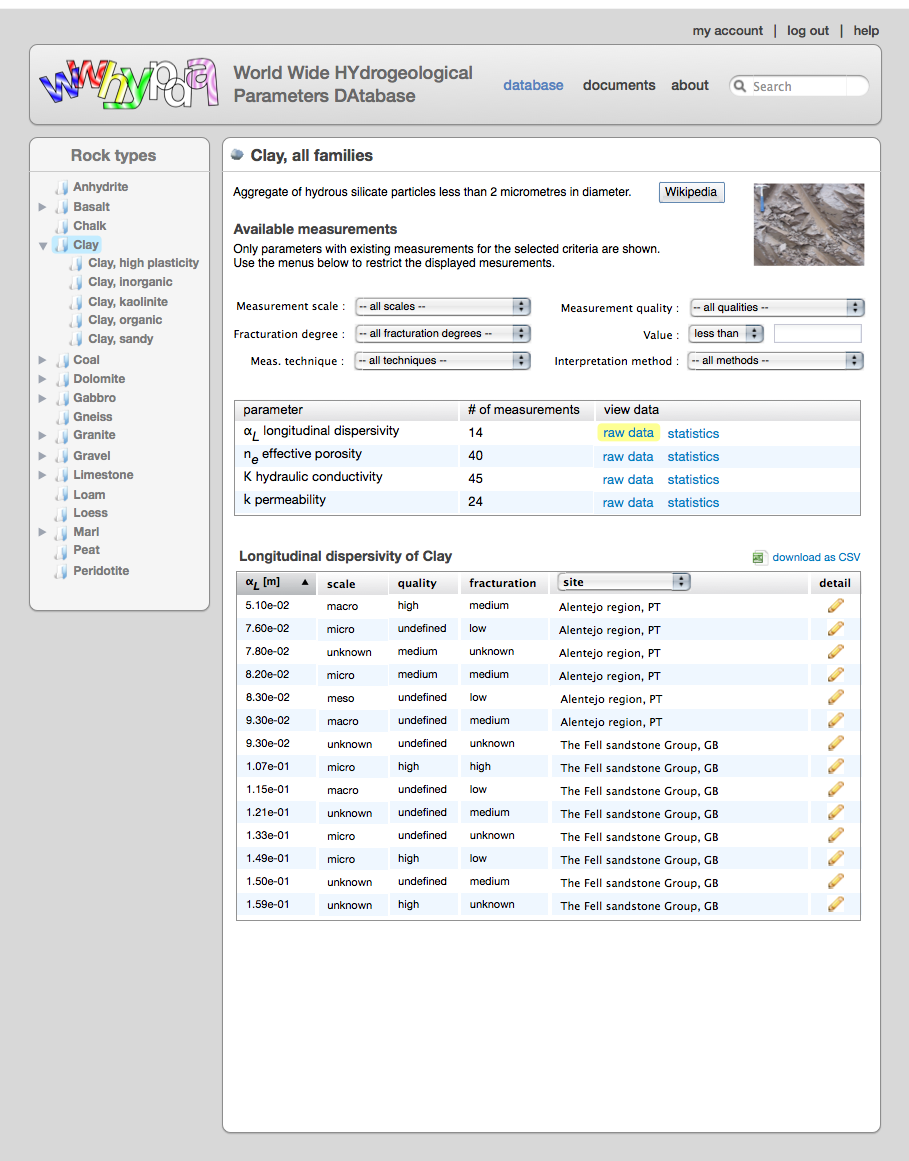 my account | log out | help
wwhypda
World Wide HYdrogeological
Parameters DAtabase
database documents about Search
Rock types
Anhydrite
Basalt
Chalk
Clay
Clay, high plasticity
Clay, inorganic
Clay, kaolinite
Clay, organic
Clay, sandy
Coal
Dolomite
Gabbro
Gneiss
Granite
Gravel
Limestone
Loam
Loess
Marl
Peat
Peridotite
Clay, all families
Aggregate of hydrous silicate particles less than 2 micrometres in diameter. Wikipedia
Available measurements
Only parameters with existing measurements for the selected criteria are shown.
Use the menus below to restrict the displayed mesurements.
Measurement scale : -- all scales -- Measurement quality : -- all qualities --
Fracturation degree : -- all fracturation degrees -- Value : less than
Meas. technique : -- all techniques -- Interpretation method : -- all methods --
parameter # of measurements view data
αL longitudinal dispersivity 14 raw data statistics
ne effective porosity 40 raw data statistics
K hydraulic conductivity 45 raw data statistics
k permeability 24 raw data statistics
Longitudinal dispersivity of Clay download as CSV
αL [m] ▲ scale quality fracturation site detail
5.10e-02 macro high medium Alentejo region, PT
7.60e-02 micro undefined low Alentejo region, PT
7.80e-02 unknown medium unknown Alentejo region, PT
8.20e-02 micro medium medium Alentejo region, PT
8.30e-02 meso undefined low Alentejo region, PT
9.30e-02 macro undefined medium Alentejo region, PT
9.30e-02 unknown undefined unknown The Fell sandstone Group, GB
1.07e-01 micro high high The Fell sandstone Group, GB
1.15e-01 macro undefined low The Fell sandstone Group, GB
1.21e-01 unknown undefined medium The Fell sandstone Group, GB
1.33e-01 micro undefined unknown The Fell sandstone Group, GB
1.49e-01 micro high low The Fell sandstone Group, GB
1.50e-01 unknown undefined medium The Fell sandstone Group, GB
1.59e-01 unknown high unknown The Fell sandstone Group, GB